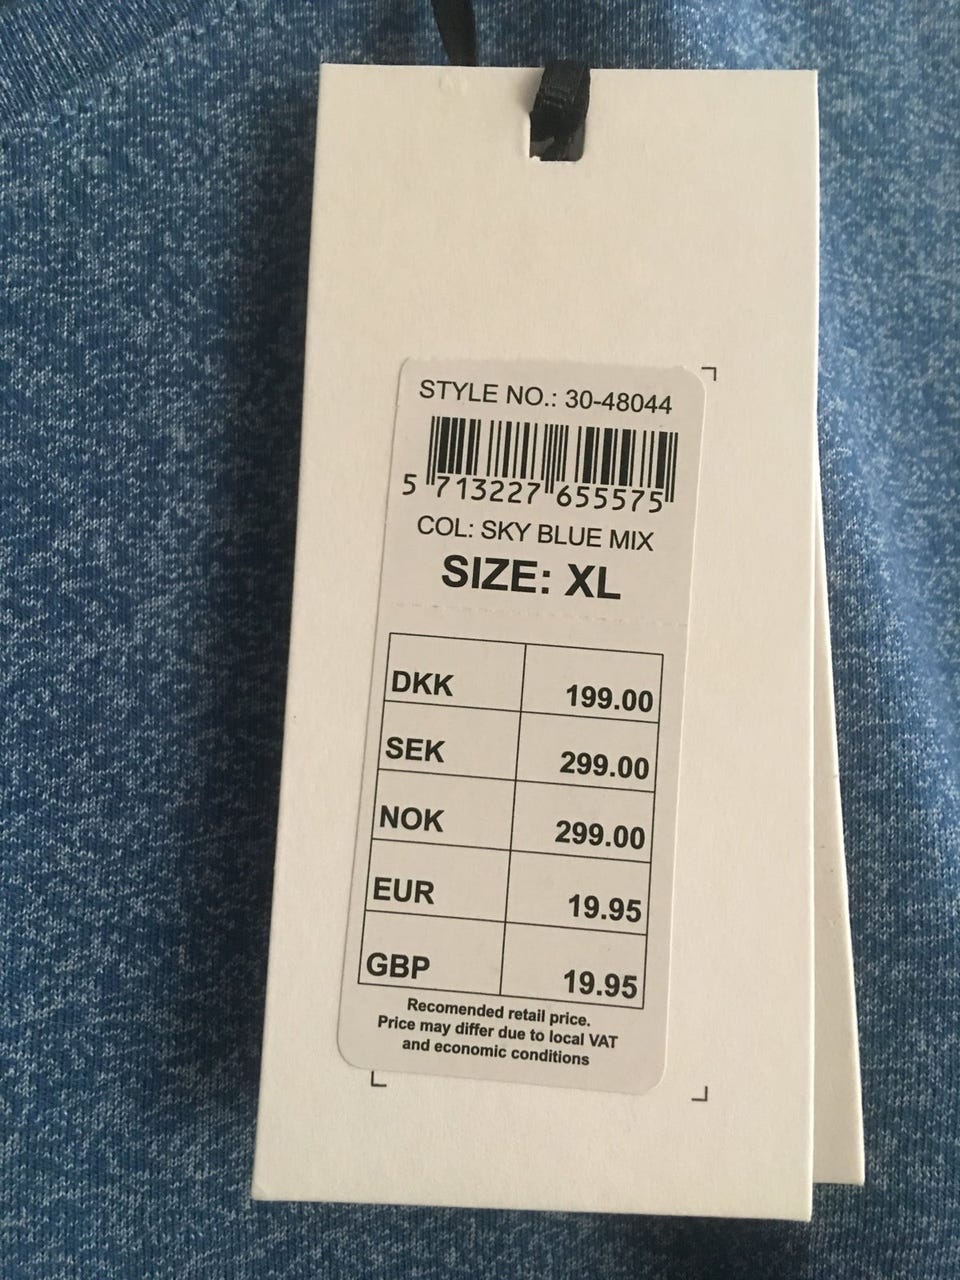 STYLE NO.: 30-48044
5 713227 655575
COL: SKY BLUE MIX
SIZE: XL
DKK 199.00
SEK 299.00
NOK 299.00
EUR 19.95
GBP 19.95
Recomended retail price.
Price may differ due to local VAT
and economic conditions